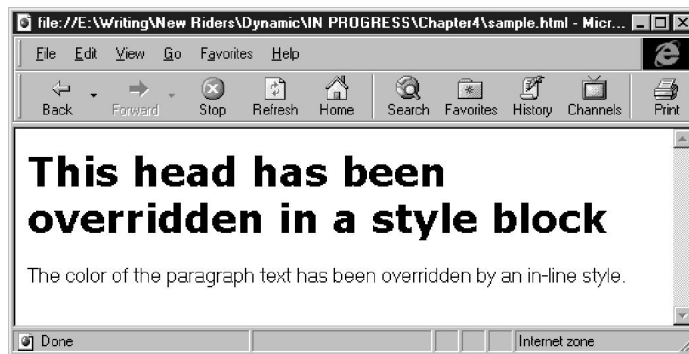 file://E:\Writing\New Riders\Dynamic\IN PROGRESS\Chapter4\sample.html - Micr...
File Edit View Go Favorites Help
Back Forward Stop Refresh Home Search Favorites History Channels Print
This head has been
overridden in a style block
The color of the paragraph text has been overridden by an in-line style.
Done Internet zone